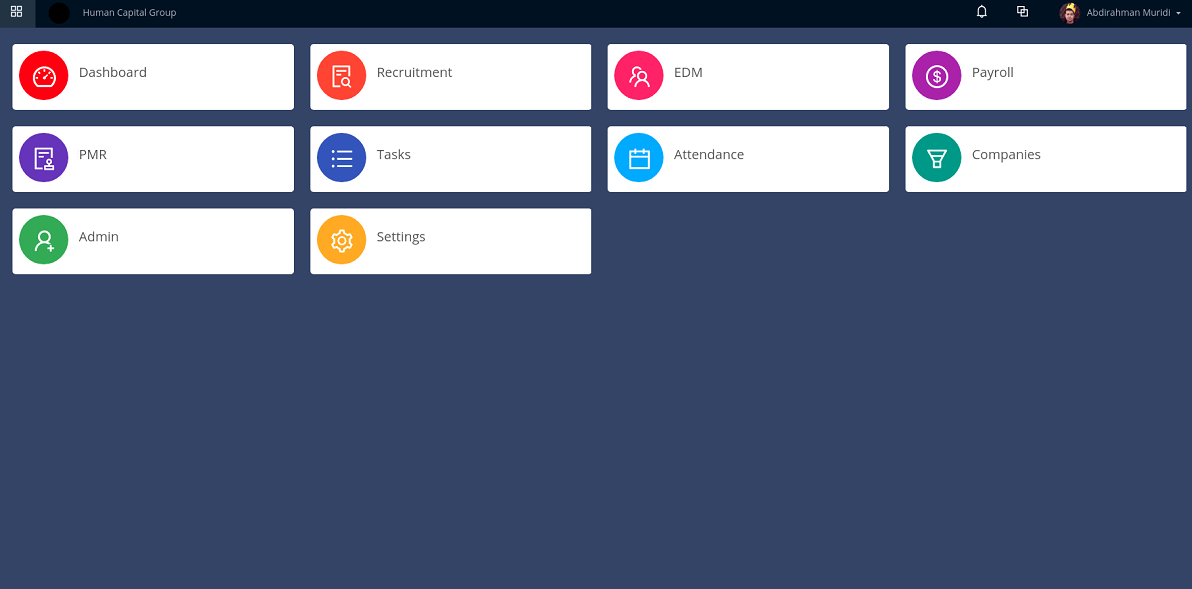 Human Capital Group
Abdirahman Muridi
Dashboard
Recruitment
EDM
Payroll
PMR
Tasks
Attendance
Companies
Admin
Settings